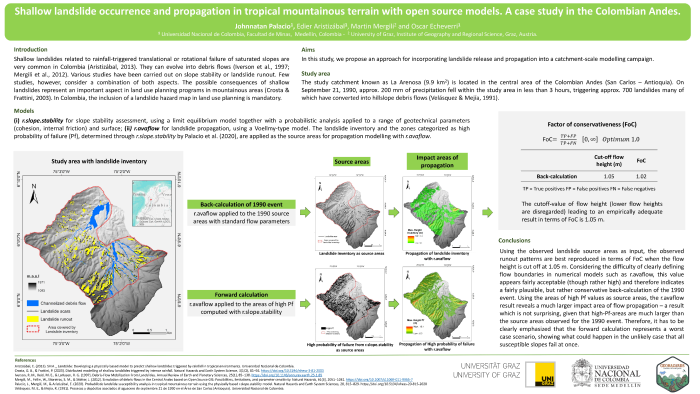 Shallow landslide occurrence and propagation in tropical mountainous terrain with open source models. A case study in the Colombian Andes.
Johnnatan Palacio¹, Edier Aristizábal¹, Martin Mergili² and Oscar Echeverri¹
¹ Universidad Nacional de Colombia, Facultad de Minas, Medellín, Colombia - ² University of Graz, Institute of Geography and Regional Science, Graz, Austria.
Introduction
Shallow landslides related to rainfall-triggered translational or rotational failure of saturated slopes are
very common in Colombia (Aristizábal, 2013). They can evolve into debris flows (Iverson et al., 1997;
Mergili et al., 2012). Various studies have been carried out on slope stability or landslide runout. Few
studies, however, consider a combination of both aspects. The possible consequences of shallow
landslides represent an important aspect in land use planning programs in mountainous areas (Crosta &
Frattini, 2003). In Colombia, the inclusion of a landslide hazard map in land use planning is mandatory.
Aims
In this study, we propose an approach for incorporating landslide release and propagation into a catchment-scale modelling campaign.
Study area
The study catchment known as La Arenosa (9.9 km²) is located in the central area of the Colombian Andes (San Carlos – Antioquia). On
September 21, 1990, approx. 200 mm of precipitation fell within the study area in less than 3 hours, triggering approx. 700 landslides many
of which have converted into hillslope debris flows (Velásquez & Mejía, 1991).
Models
(i) r.slope.stability for slope stability assessment, using a limit equilibrium model together with a probabilistic analysis applied to a range of geotechnical parameters
(cohesion, internal friction) and surface; (ii) r.avaflow for landslide propagation, using a Voellmy-type model. The landslide inventory and the zones categorized as high
probability of failure (Pf), determined through r.slope.stability by Palacio et al. (2020), are applied as the source areas for propagation modelling with r.avaflow.
Study area with landslide inventory
N
Channelized debris flow
Landslide scars
Landslide runout
Area covered by
landslide inventory
Back-calculation of 1990 event
r.avaflow applied to the 1990 source
areas with standard flow parameters
Forward calculation
r.avaflow applied to the areas of high Pf
computed with r.slope.stability
Source areas
Landslide inventory as source areas
High probability of failure from r.slope.stability
as source areas
Impact areas of
propagation
Propagation of landslide inventory
with r.avaflow
Propagation of High probability of failure
with r.avaflow
Factor of conservativeness (FoC):
FoC= TP+FP / TP+FN [0,∞] Optimum 1.0
Cut-off flow
height (m)
FoC
Back-calculation 1.05 1.02
TP = True positives FP = False positives FN = False negatives
The cutoff-value of flow height (lower flow heights
are disregarded) leading to an empirically adequate
result in terms of FoC is 1.05 m.
Conclusions
Using the observed landslide source areas as input, the observed
runout patterns are best reproduced in terms of FoC when the
flow height is cut off at 1.05 m. Considering the difficulty of clearly defining
flow boundaries in numerical models such as r.avaflow, this value
appears fairly acceptable (though rather high) and therefore indicates
a fairly plausible, but rather conservative back-calculation of the 1990
event. Using the areas of high Pf values as source areas, the r.avaflow
result reveals a much larger impact area of flow propagation – a result
which is not surprising, given that high-Pf-areas are much larger than
the source areas observed for the 1990 event. Therefore, it has to be
clearly emphasized that the forward calculation represents a worst
case scenario, showing what could happen in the unlikely case that all
susceptible slopes fail at once.
References
UNIVERSITÄT GRAZ
UNIVERSITY OF GRAZ
UNIVERSIDAD
NACIONAL
DE COLOMBIA
SEDE MEDELLÍN